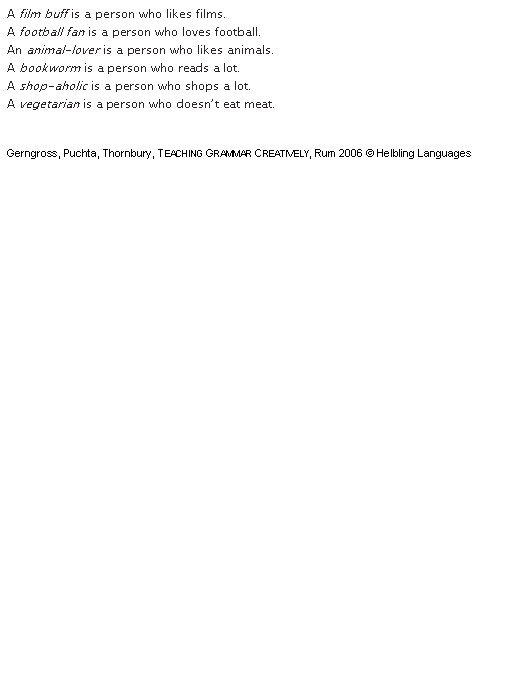 A film buff is a person who likes films.
A football fan is a person who loves football.
An animal-lover is a person who likes animals.
A bookworm is a person who reads a lot.
A shop-aholic is a person who shops a lot.
A vegetarian is a person who doesn't eat meat.
Gerngross, Puchta, Thornbury, TEACHING GRAMMAR CREATIVELY, Rum 2006 © Helbling Languages